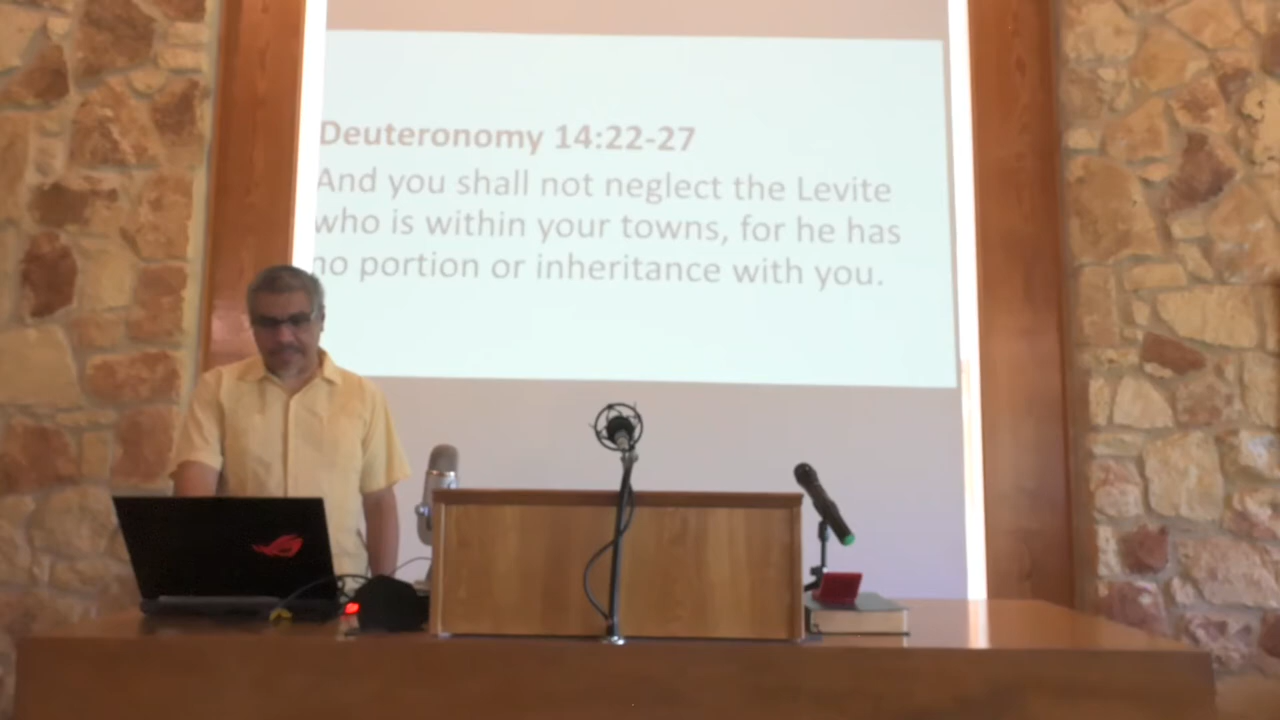 Deuteronomy 14:22-27
And you shall not neglect the Levite
who is within your towns, for he has
no portion or inheritance with you.